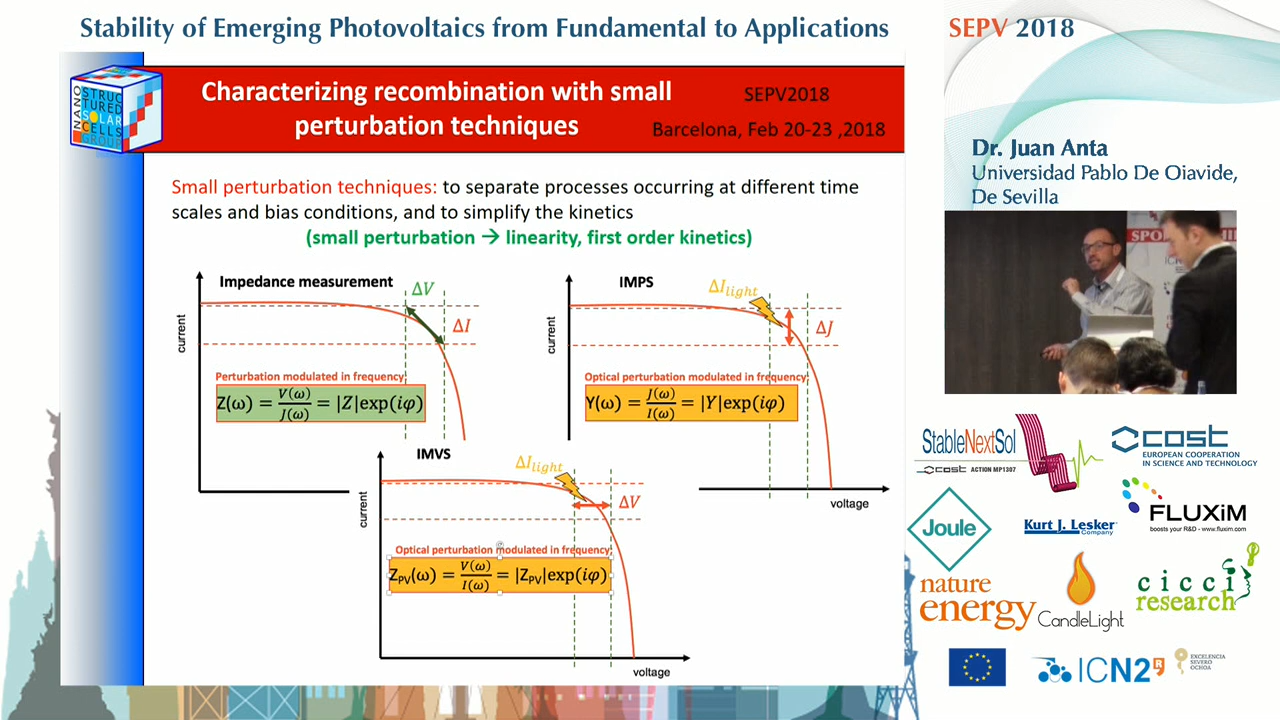 Stability of Emerging Photovoltaics from Fundamental to Applications
SEPV 2018
NANO
STRUC
TURED
SOLAR
CELLS
GROUP
Characterizing recombination with small
perturbation techniques
SEPV2018
Barcelona, Feb 20-23 ,2018
Small perturbation techniques: to separate processes occurring at different time
scales and bias conditions, and to simplify the kinetics
(small perturbation → linearity, first order kinetics)
Impedance measurement
ΔV
ΔI
current
Perturbation modulated in frequency
Z(ω) = V(ω)/J(ω) = |Z|exp(iφ)
IMPS
ΔI_light
ΔJ
current
Optical perturbation modulated in frequency
Y(ω) = J(ω)/I(ω) = |Y|exp(iφ)
voltage
IMVS
ΔI_light
ΔV
current
Optical perturbation modulated in frequency
Z_PV(ω) = V(ω)/I(ω) = |Z_PV|exp(iφ)
voltage
Dr. Juan Anta
Universidad Pablo De Oiavide,
De Sevilla
SPO
StableNextSol
cost ACTION MP1307
cost
EUROPEAN COOPERATION
IN SCIENCE AND TECHNOLOGY
Joule
Kurt J. Lesker
Company
FLUXiM
boosts your R&D - www.fluxim.com
nature
energy
CandleLight
cicci
research
ICN2
EXCELENCIA
SEVERO
OCHOA